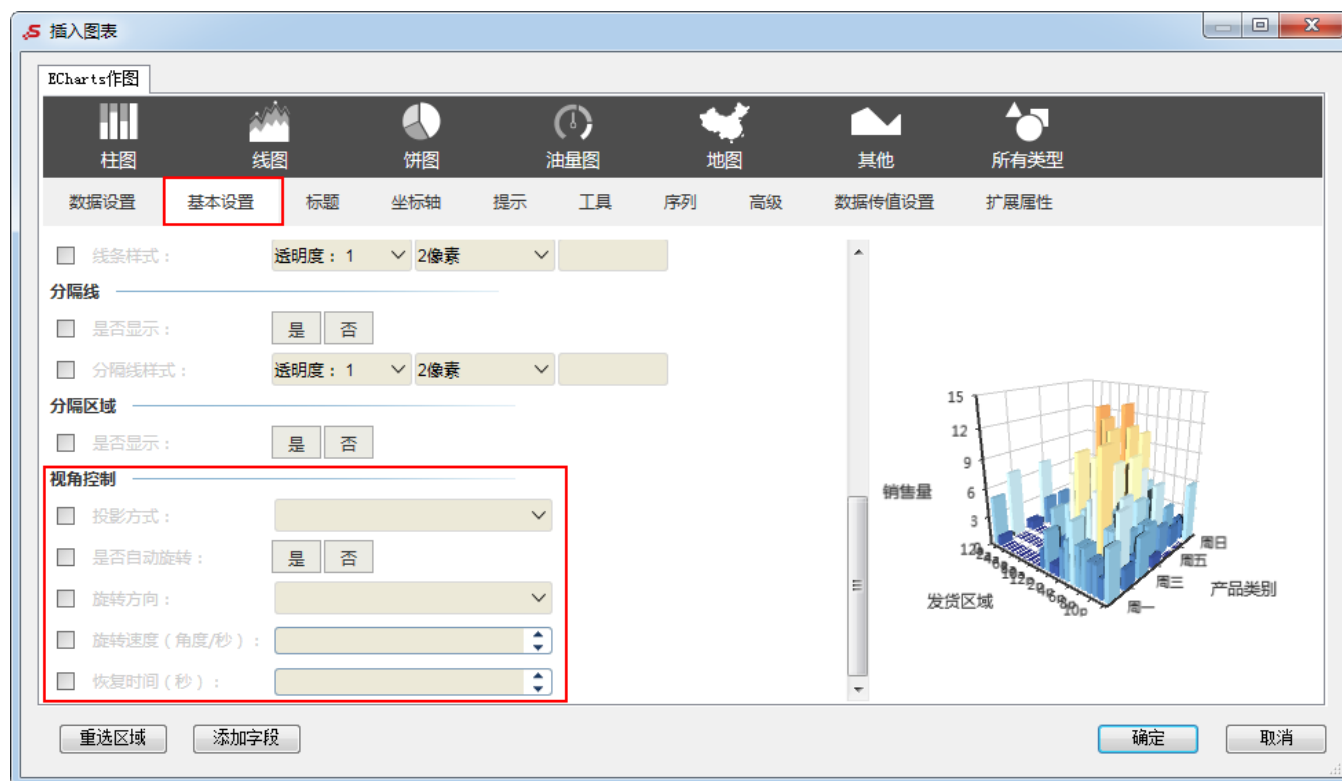 插入图表
ECharts作图
柱图 线图 饼图 油量图 地图 其他 所有类型
数据设置 基本设置 标题 坐标轴 提示 工具 序列 高级 数据传值设置 扩展属性
线条样式： 透明度：1 2像素
分隔线
是否显示： 是 否
分隔线样式： 透明度：1 2像素
分隔区域
是否显示： 是 否
视角控制
投影方式：
是否自动旋转： 是 否
旋转方向：
旋转速度（角度/秒）：
恢复时间（秒）：
15
12
9
销售量 6
3
周日
周五
周三
周一
10p
发货区域 产品类别
重选区域 添加字段 确定 取消